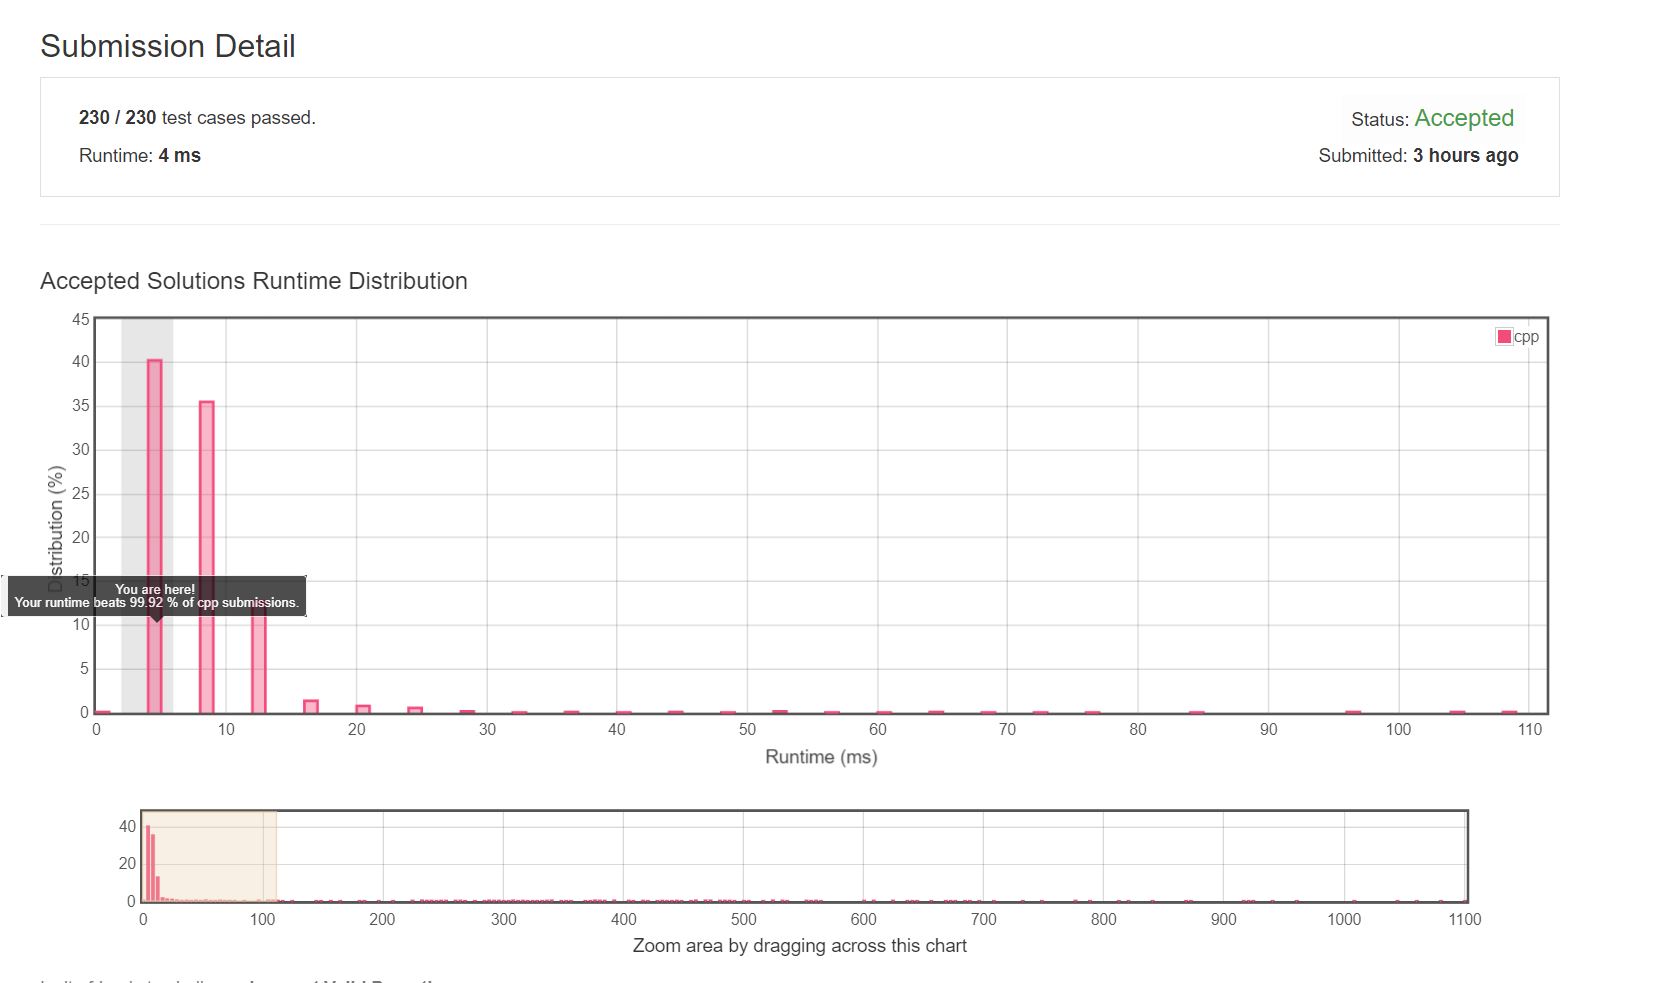 Submission Detail
230 / 230 test cases passed.
Status: Accepted
Runtime: 4 ms
Submitted: 3 hours ago
Accepted Solutions Runtime Distribution
45
40
35
30
25
20
15
10
5
0
Distribution (%)
cpp
You are here!
Your runtime beats 99.92 % of cpp submissions.
0 10 20 30 40 50 60 70 80 90 100 110
Runtime (ms)
40
20
0
0 100 200 300 400 500 600 700 800 900 1000 1100
Zoom area by dragging across this chart